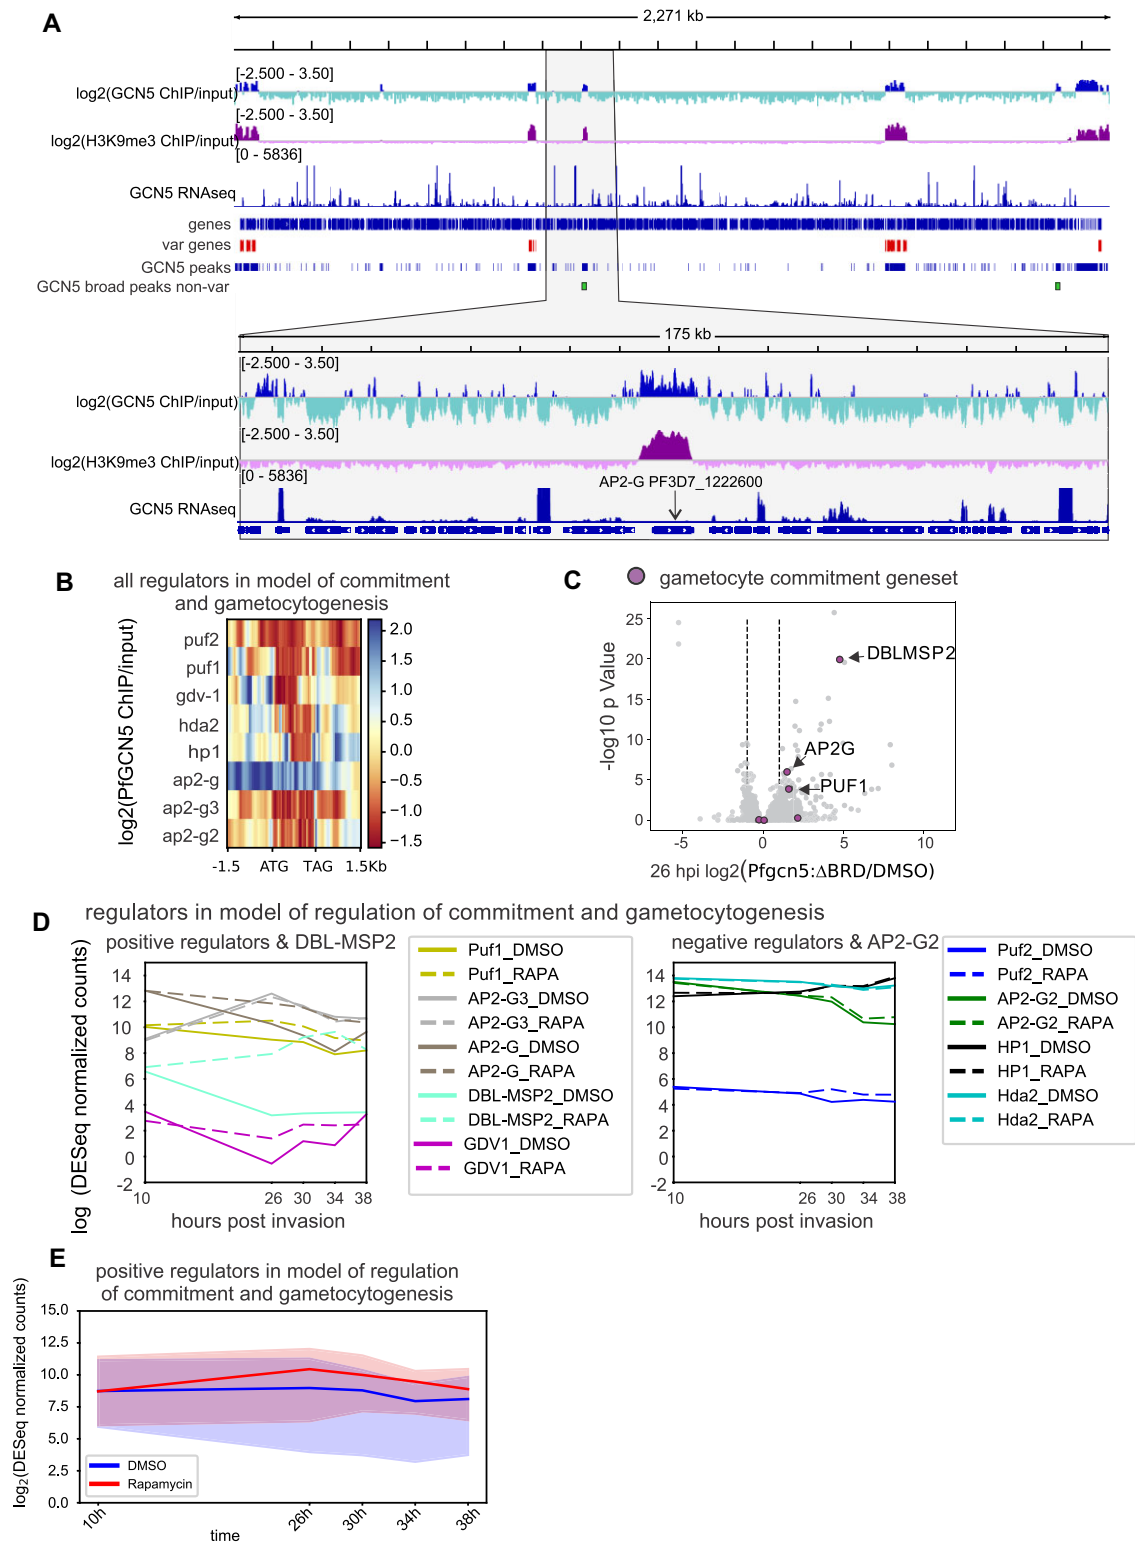 A
2,271 kb
[-2.500 - 3.50]
log2(GCN5 ChIP/input)
[-2.500 - 3.50]
log2(H3K9me3 ChIP/input)
[0 - 5836]
GCN5 RNAseq
genes
var genes
GCN5 peaks
GCN5 broad peaks non-var
175 kb
[-2.500 - 3.50]
log2(GCN5 ChIP/input)
[-2.500 - 3.50]
log2(H3K9me3 ChIP/input)
[0 - 5836]
AP2-G PF3D7_1222600
GCN5 RNAseq
B
all regulators in model of commitment
and gametocytogenesis
log2(PfGCN5 ChIP/input)
puf2
puf1
gdv-1
hda2
hp1
ap2-g
ap2-g3
ap2-g2
-1.5 ATG TAG 1.5Kb
2.0
1.5
1.0
0.5
0.0
−0.5
−1.0
−1.5
C
gametocyte commitment geneset
-log10 p Value
25
20
15
10
5
0
DBLMSP2
AP2G
PUF1
-5 0 5 10
26 hpi log2(Pfgcn5:ΔBRD/DMSO)
D
regulators in model of regulation of commitment and gametocytogenesis
positive regulators & DBL-MSP2
log (DESeq normalized counts)
14
12
10
8
6
4
2
0
-2
10 26 30 34 38
hours post invasion
Puf1_DMSO
Puf1_RAPA
AP2-G3_DMSO
AP2-G3_RAPA
AP2-G_DMSO
AP2-G_RAPA
DBL-MSP2_DMSO
DBL-MSP2_RAPA
GDV1_DMSO
GDV1_RAPA
negative regulators & AP2-G2
14
12
10
8
6
4
2
0
-2
10 26 30 34 38
hours post invasion
Puf2_DMSO
Puf2_RAPA
AP2-G2_DMSO
AP2-G2_RAPA
HP1_DMSO
HP1_RAPA
Hda2_DMSO
Hda2_RAPA
E
positive regulators in model of regulation
of commitment and gametocytogenesis
log₂(DESeq normalized counts)
15.0
12.5
10.0
7.5
5.0
2.5
0.0
DMSO
Rapamycin
10h 26h 30h 34h 38h
time